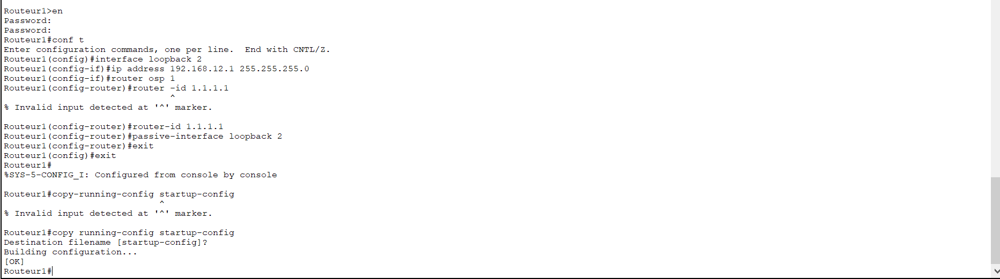 Routeur1>en
Password:
Password:
Routeur1#conf t
Enter configuration commands, one per line.  End with CNTL/Z.
Routeur1(config)#interface loopback 2
Routeur1(config-if)#ip address 192.168.12.1 255.255.255.0
Routeur1(config-if)#router osp 1
Routeur1(config-router)#router -id 1.1.1.1
^
% Invalid input detected at '^' marker.
Routeur1(config-router)#router-id 1.1.1.1
Routeur1(config-router)#passive-interface loopback 2
Routeur1(config-router)#exit
Routeur1(config)#exit
Routeur1#
%SYS-5-CONFIG_I: Configured from console by console
Routeur1#copy-running-config startup-config
^
% Invalid input detected at '^' marker.
Routeur1#copy running-config startup-config
Destination filename [startup-config]?
Building configuration...
[OK]
Routeur1#